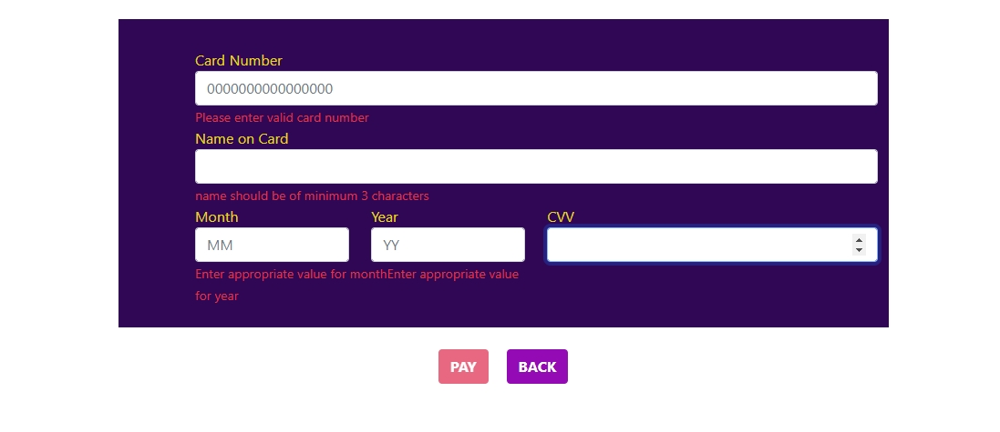 Card Number
0000000000000000
Please enter valid card number
Name on Card
name should be of minimum 3 characters
Month Year CVV
MM YY
Enter appropriate value for monthEnter appropriate value
for year
PAY BACK